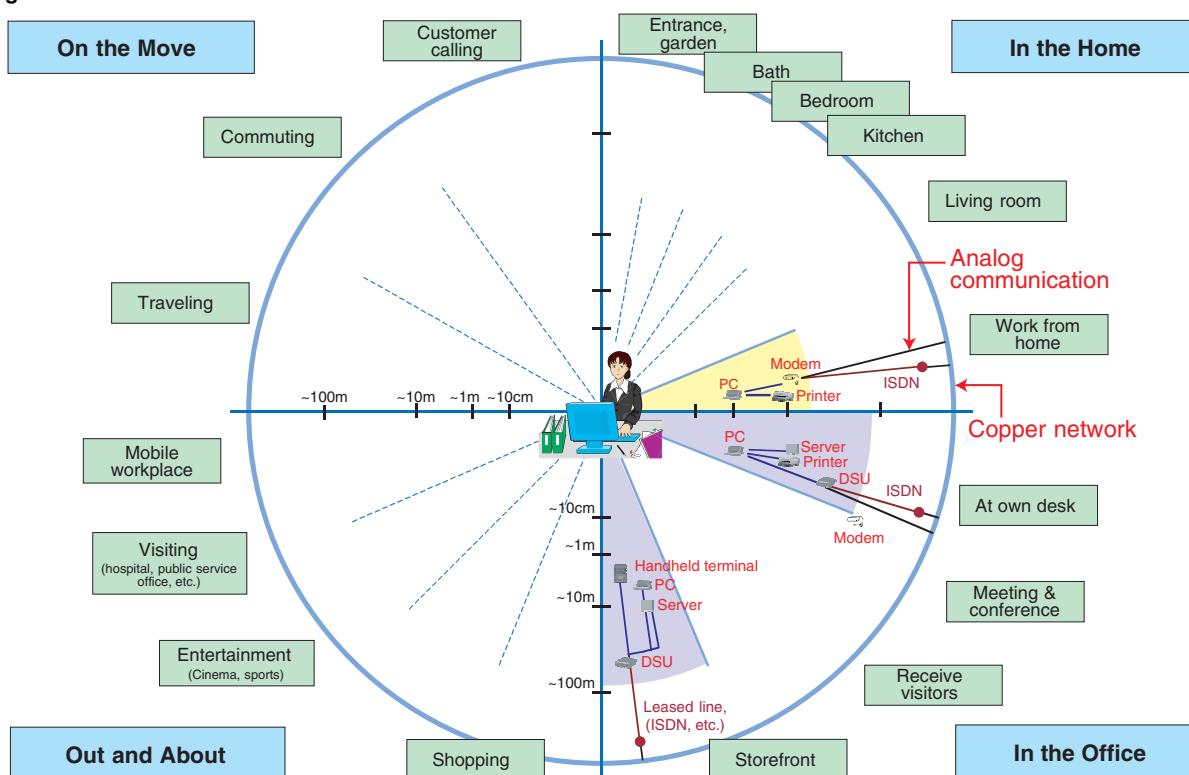 On the Move
Customer
calling
Entrance,
garden
In the Home
Bath
Bedroom
Kitchen
Commuting
Living room
Analog
communication
Traveling
Work from
home
Modem
ISDN
PC
Printer
~100m
~10m
~1m
~10cm
Copper network
Mobile
workplace
PC
Server
Printer
DSU
ISDN
At own desk
Modem
~10cm
Visiting
(hospital, public service
office, etc.)
~1m
Handheld terminal
PC
Server
~10m
Meeting &
conference
DSU
Entertainment
(Cinema, sports)
~100m
Receive
visitors
Leased line,
(ISDN, etc.)
Out and About
Shopping
Storefront
In the Office